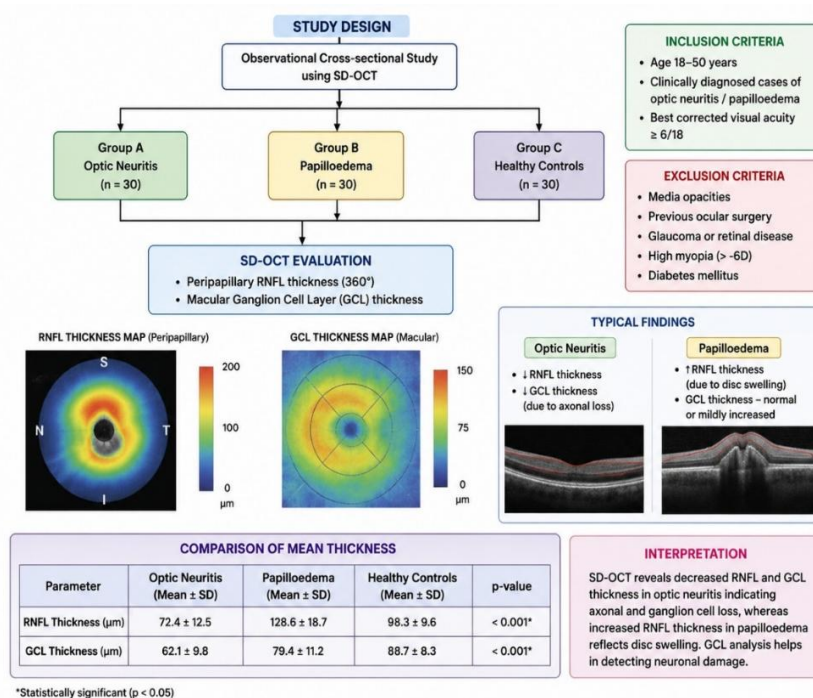 STUDY DESIGN
Observational Cross-sectional Study
using SD-OCT
Group A
Optic Neuritis
(n = 30)
Group B
Papilloedema
(n = 30)
Group C
Healthy Controls
(n = 30)
INCLUSION CRITERIA
• Age 18–50 years
• Clinically diagnosed cases of
optic neuritis / papilloedema
• Best corrected visual acuity
≥ 6/18
EXCLUSION CRITERIA
• Media opacities
• Previous ocular surgery
• Glaucoma or retinal disease
• High myopia (> -6D)
• Diabetes mellitus
SD-OCT EVALUATION
• Peripapillary RNFL thickness (360°)
• Macular Ganglion Cell Layer (GCL) thickness
RNFL THICKNESS MAP (Peripapillary)
S
N
T
I
200
100
0
µm
GCL THICKNESS MAP (Macular)
150
75
0
µm
TYPICAL FINDINGS
Optic Neuritis
• ↓ RNFL thickness
• ↓ GCL thickness
(due to axonal loss)
Papilloedema
• ↑ RNFL thickness
(due to disc swelling)
• GCL thickness – normal
or mildly increased
COMPARISON OF MEAN THICKNESS
Parameter
Optic Neuritis
(Mean ± SD)
Papilloedema
(Mean ± SD)
Healthy Controls
(Mean ± SD)
p-value
RNFL Thickness (µm) 72.4 ± 12.5 128.6 ± 18.7 98.3 ± 9.6 < 0.001*
GCL Thickness (µm) 62.1 ± 9.8 79.4 ± 11.2 88.7 ± 8.3 < 0.001*
*Statistically significant (p < 0.05)
INTERPRETATION
SD-OCT reveals decreased RNFL and GCL
thickness in optic neuritis indicating
axonal and ganglion cell loss, whereas
increased RNFL thickness in papilloedema
reflects disc swelling. GCL analysis helps
in detecting neuronal damage.